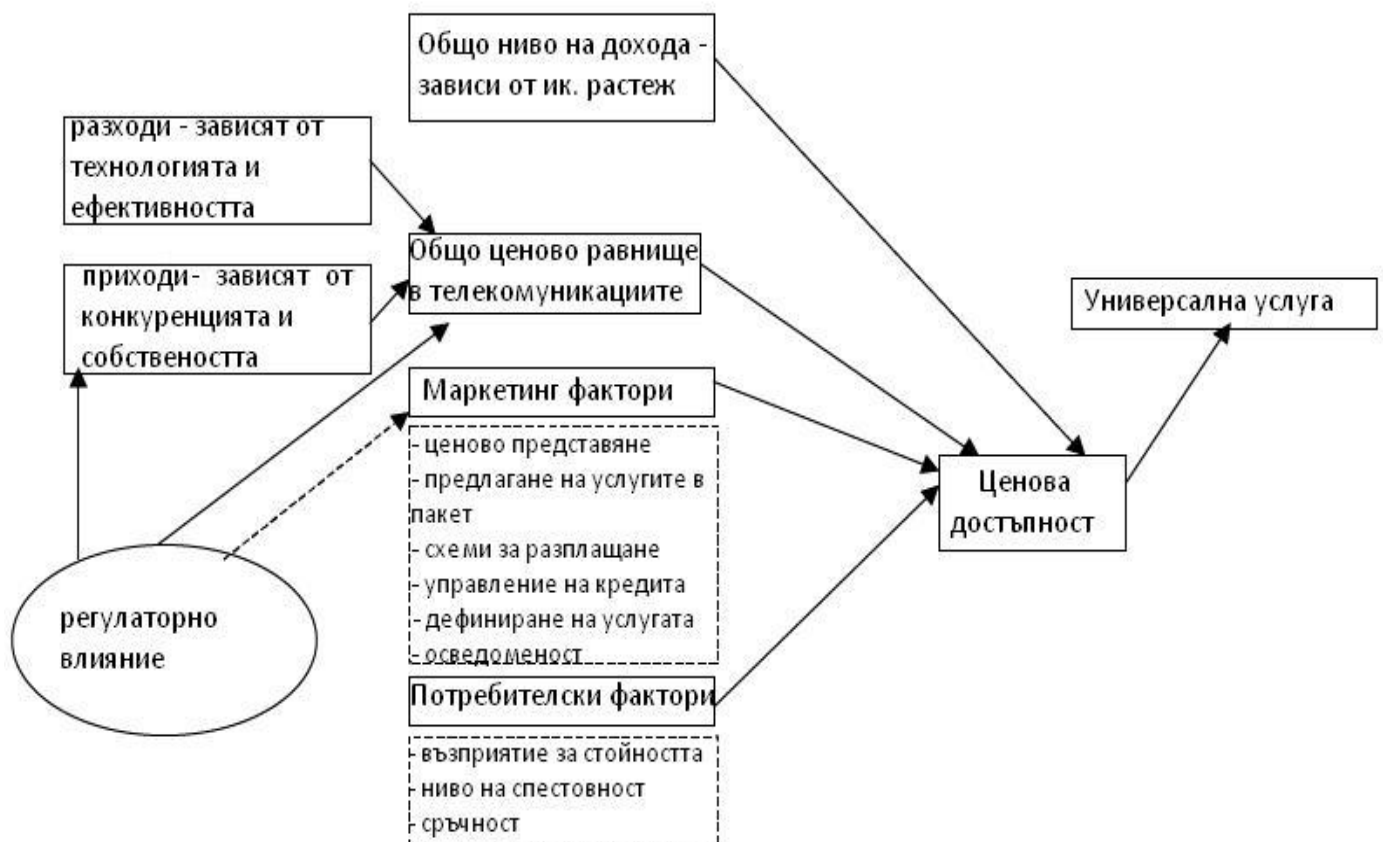 Общо ниво на дохода -
зависи от ик. растеж
разходи - зависят от
технологията и
ефективността
приходи- зависят от
конкуренцията и
собствеността
Общо ценово равнище
в телекомуникациите
Универсална услуга
Маркетинг фактори
- ценово представяне
- предлагане на услугите в
пакет
- схеми за разплащане
- управление на кредита
- дефиниране на услугата
- осведоменост
Ценова
достъпност
регулаторно
влияние
Потребителски фактори
- възприятие за стойността
- ниво на спестовност
- сръчност